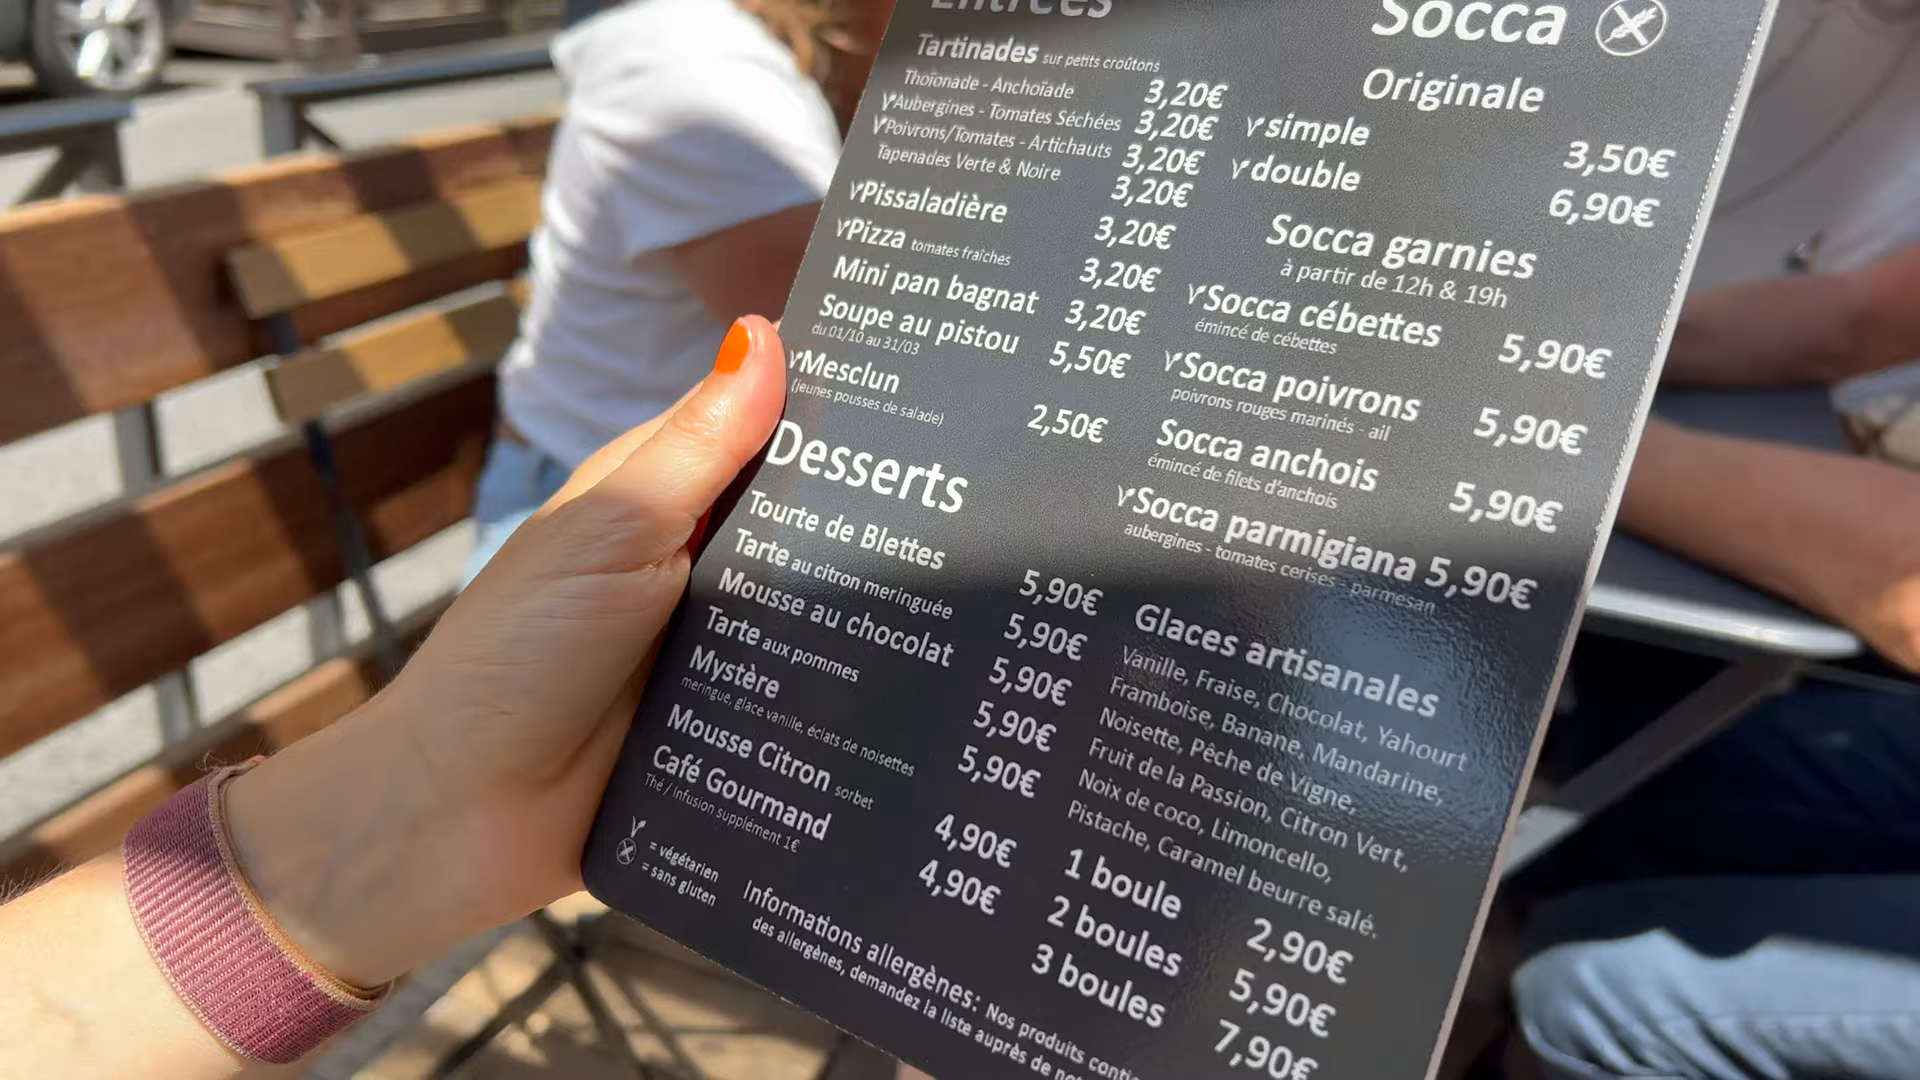 Entrées
Tartinades sur petits croûtons
Thoïonade - Anchoïade 3,20€
Aubergines - Tomates Séchées 3,20€
Poivrons/Tomates - Artichauts 3,20€
Tapenades Verte & Noire 3,20€
Pissaladière 3,20€
Pizza tomates fraîches 3,20€
Mini pan bagnat 3,20€
Soupe au pistou 5,50€
du 01/10 au 31/03
Mesclun 2,50€
(jeunes pousses de salade)
Desserts
Tourte de Blettes 5,90€
Tarte au citron meringuée 5,90€
Mousse au chocolat 5,90€
Tarte aux pommes 5,90€
Mystère 5,90€
meringue, glace vanille, éclats de noisettes
Mousse Citron sorbet 4,90€
Café Gourmand 4,90€
Thé / Infusion supplément 1€
= végétarien
= sans gluten
Socca
Originale
simple 3,50€
double 6,90€
Socca garnies
à partir de 12h & 19h
Socca cébettes 5,90€
émincé de cébettes
Socca poivrons 5,90€
poivrons rouges marinés - ail
Socca anchois 5,90€
émincé de filets d'anchois
Socca parmigiana 5,90€
aubergines - tomates cerises - parmesan
Glaces artisanales
Vanille, Fraise, Chocolat, Yahourt
Framboise, Banane, Mandarine,
Noisette, Pêche de Vigne,
Fruit de la Passion, Citron Vert,
Noix de coco, Limoncello,
Pistache, Caramel beurre salé.
1 boule 2,90€
2 boules 5,90€
3 boules 7,90€
Informations allergènes: Nos produits
des allergènes, demandez la liste auprès de